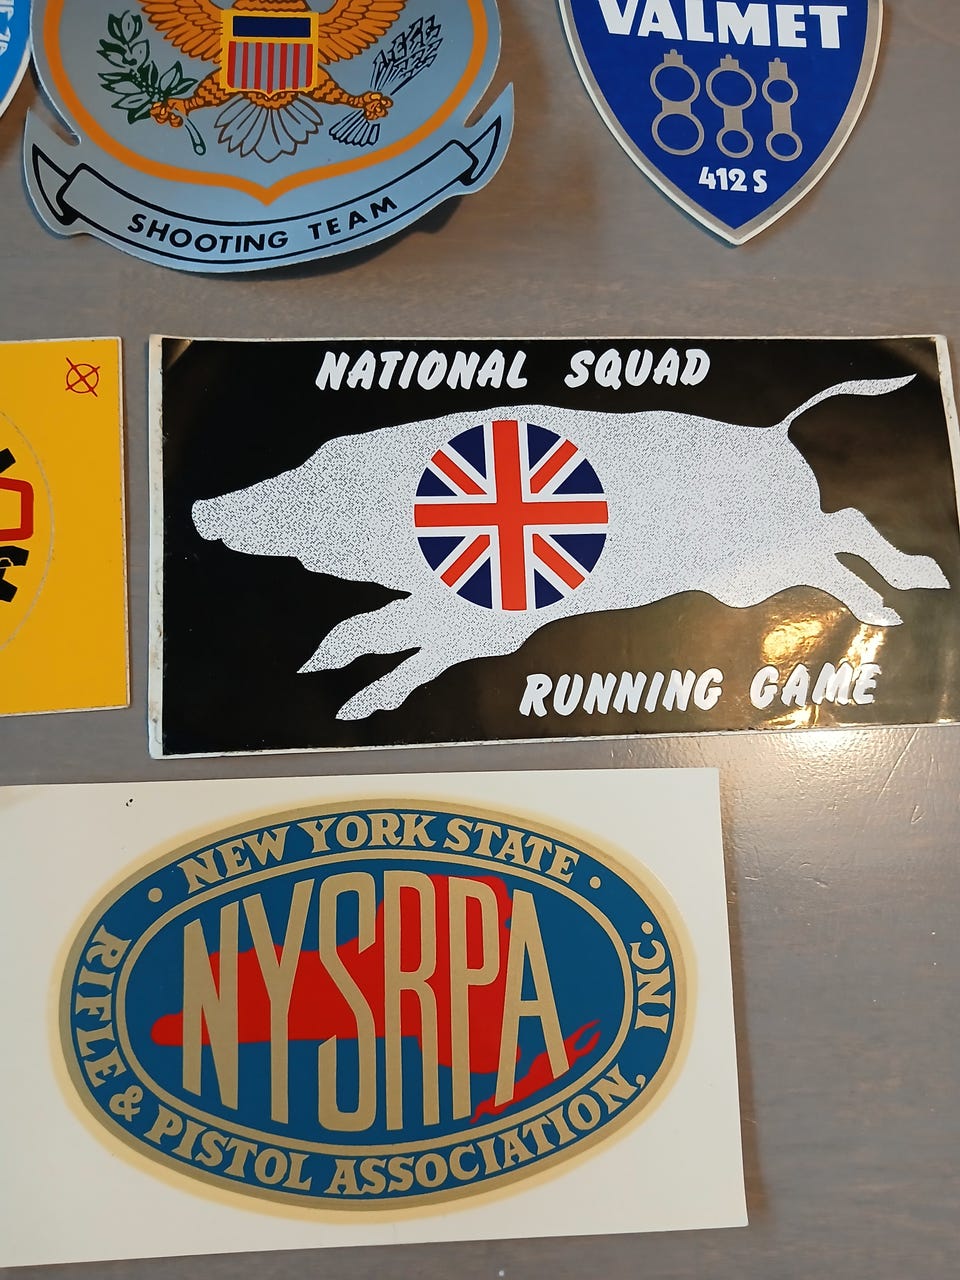 SHOOTING TEAM
VALMET
412 S
NATIONAL SQUAD
RUNNING GAME
NEW YORK STATE
NYSRPA
RIFLE & PISTOL ASSOCIATION, INC.